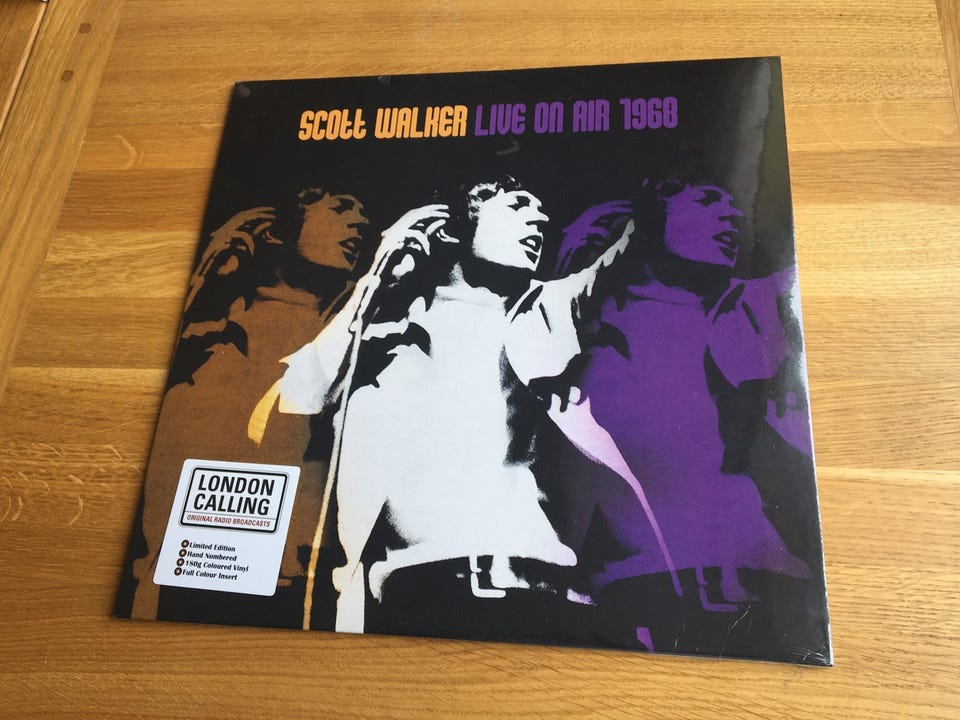 Scott Walker Live On Air 1968
LONDON
CALLING
ORIGINAL RADIO BROADCASTS
Limited Edition
Hand Numbered
180g Coloured Vinyl
Full Colour Insert